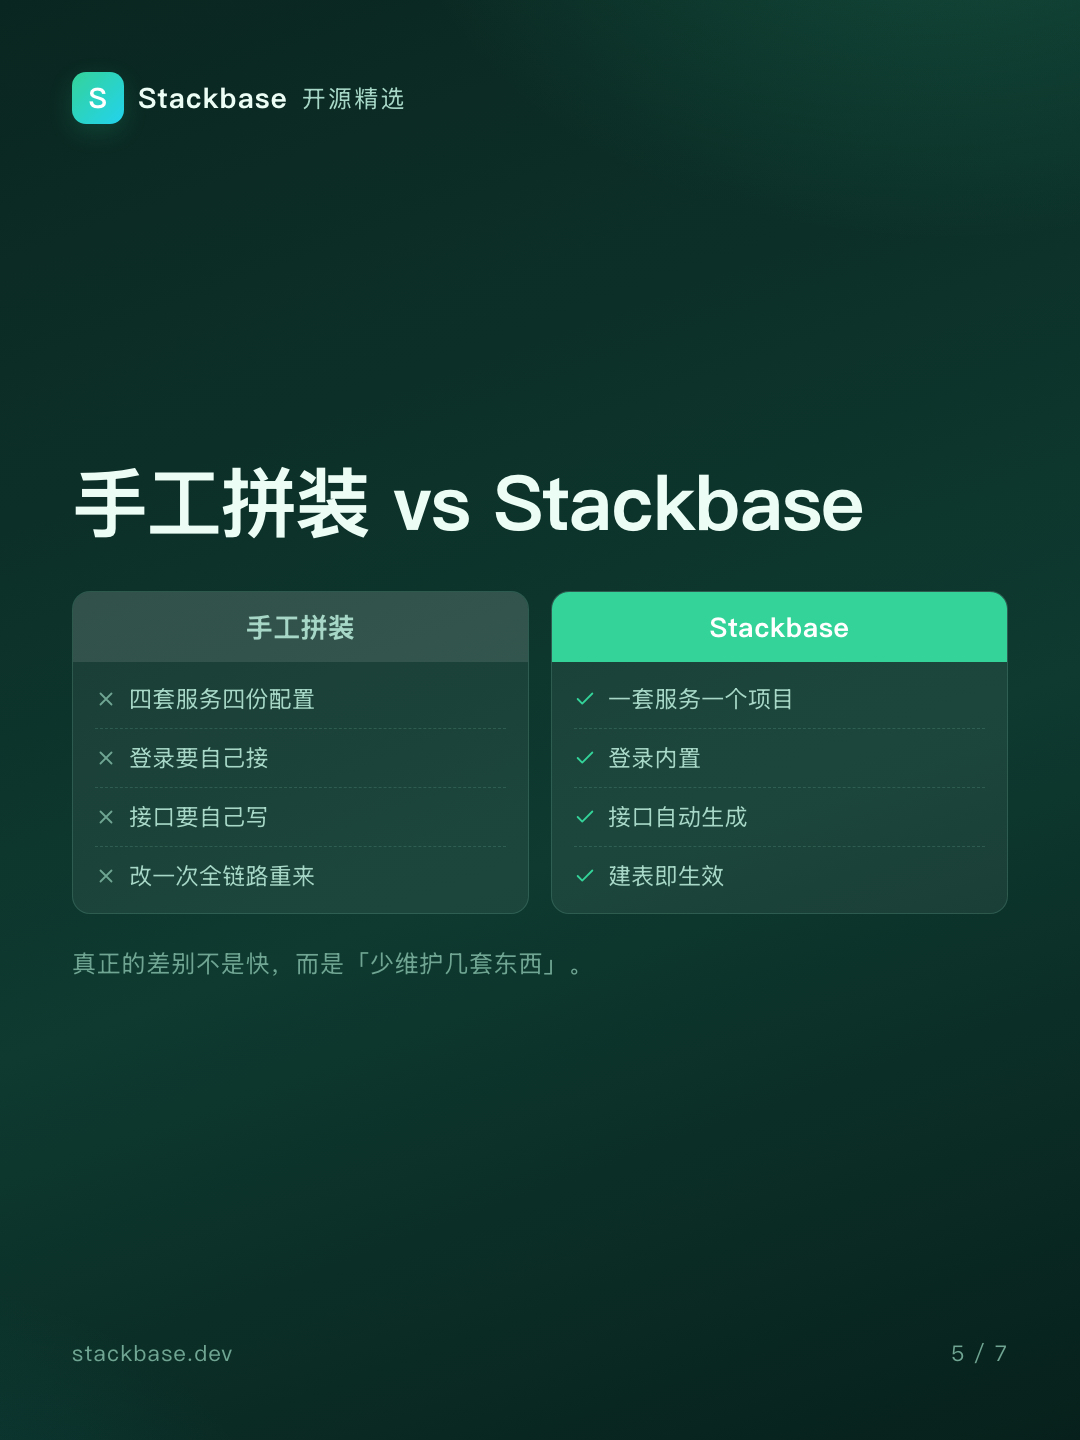 S Stackbase 开源精选
手工拼装 vs Stackbase
手工拼装
四套服务四份配置
登录要自己接
接口要自己写
改一次全链路重来
Stackbase
一套服务一个项目
登录内置
接口自动生成
建表即生效
真正的差别不是快，而是「少维护几套东西」。
stackbase.dev
5 / 7